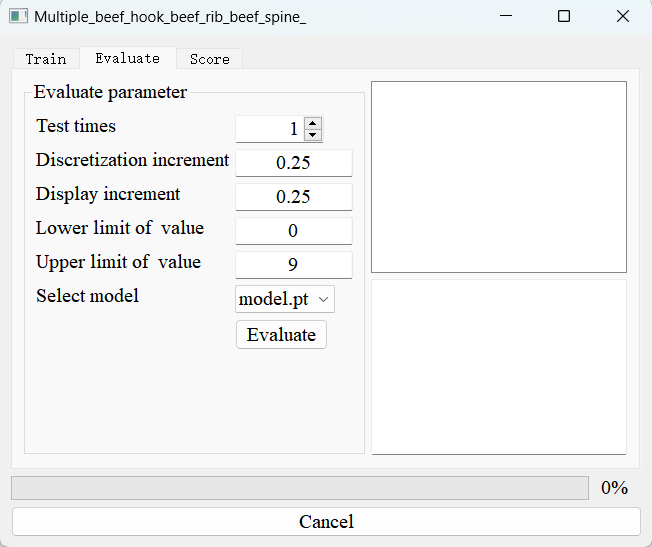 Multiple_beef_hook_beef_rib_beef_spine_
Train Evaluate Score
Evaluate parameter
Test times 1
Discretization increment 0.25
Display increment 0.25
Lower limit of value 0
Upper limit of value 9
Select model model.pt
Evaluate
0%
Cancel